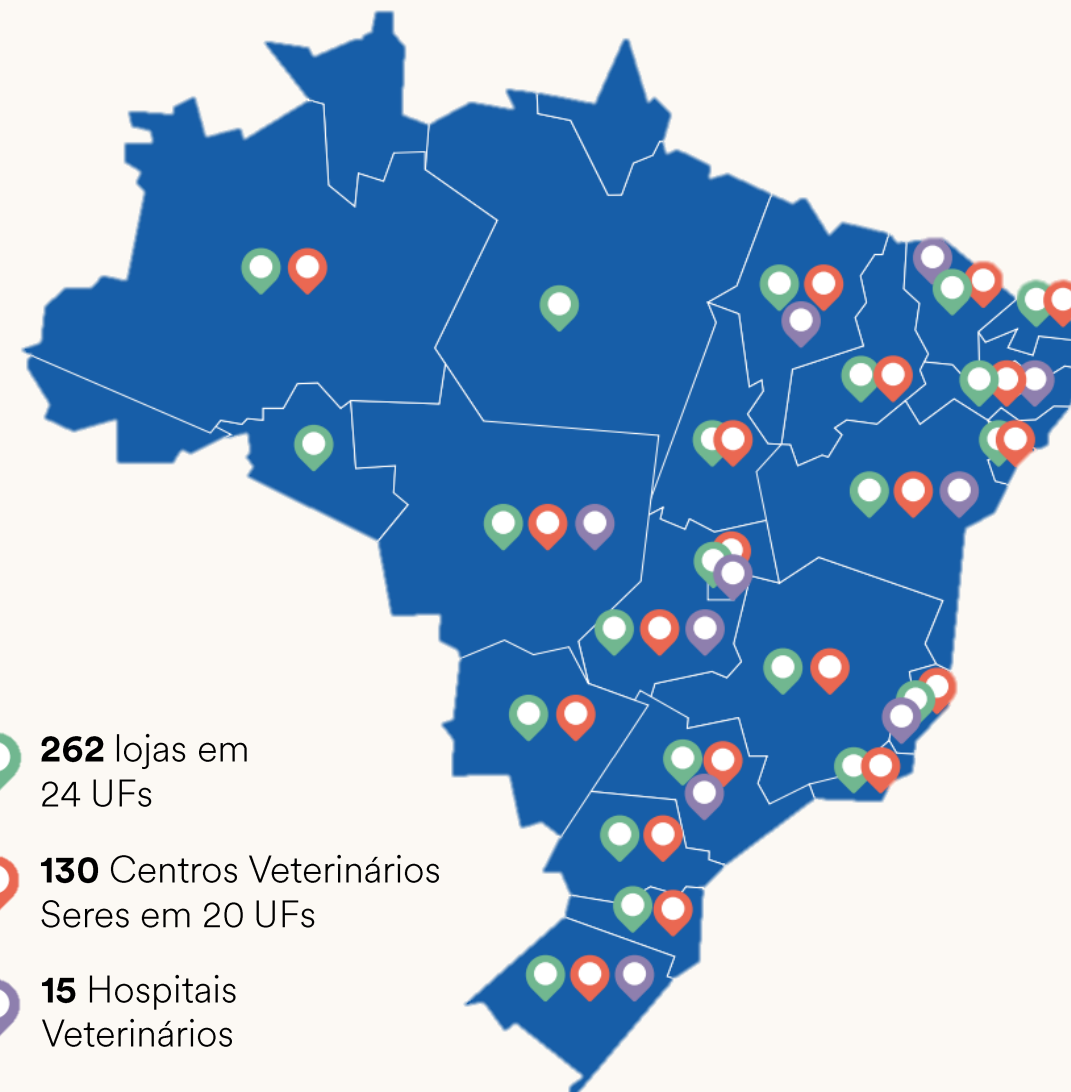 262 lojas em
24 UFs
130 Centros Veterinários
Seres em 20 UFs
15 Hospitais
Veterinários